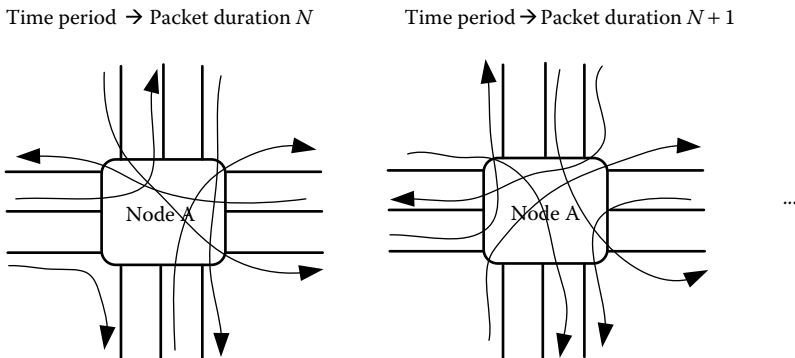 Time period → Packet duration N
Time period → Packet duration N + 1
Node A
Node A
...